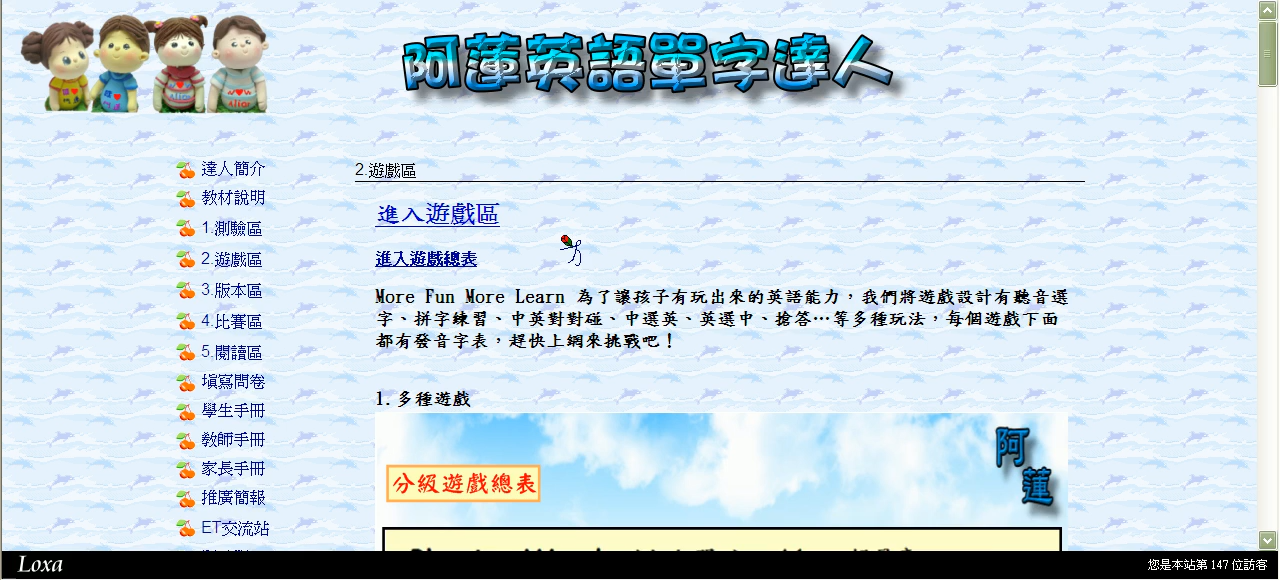 阿蓮英語單字達人
達人簡介
教材說明
1.測驗區
2.遊戲區
3.版本區
4.比賽區
5.閱讀區
填寫問卷
學生手冊
教師手冊
家長手冊
推廣簡報
ET交流站
2.遊戲區
進入遊戲區
進入遊戲總表
More Fun More Learn 為了讓孩子有玩出來的英語能力，我們將遊戲設計有聽音選
字、拼字練習、中英對對碰、中選英、英選中、搶答…等多種玩法，每個遊戲下面
都有發音字表，趕快上網來挑戰吧！
1.多種遊戲
阿蓮
分級遊戲總表
Loxa
您是本站第 147 位訪客